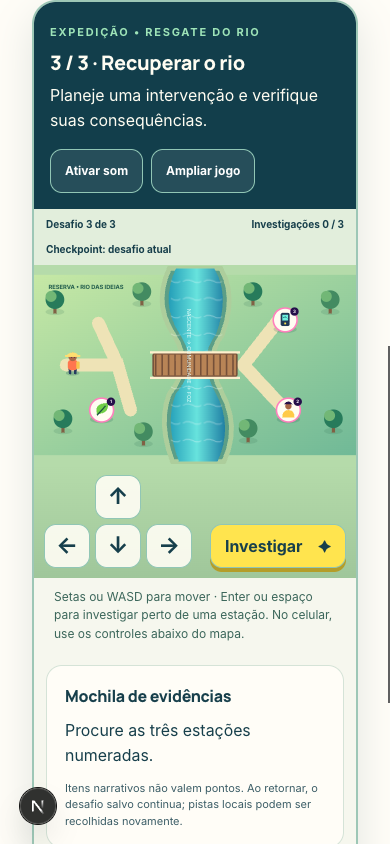 EXPEDIÇÃO • RESGATE DO RIO
3 / 3 · Recuperar o rio
Planeje uma intervenção e verifique
suas consequências.
Ativar som
Ampliar jogo
Desafio 3 de 3
Investigações 0 / 3
Checkpoint: desafio atual
RESERVA • RIO DAS IDEIAS
3
1
2
Investigar
Setas ou WASD para mover · Enter ou espaço
para investigar perto de uma estação. No celular,
use os controles abaixo do mapa.
Mochila de evidências
Procure as três estações
numeradas.
Itens narrativos não valem pontos. Ao retornar, o
desafio salvo continua; pistas locais podem ser
recolhidas novamente.
N